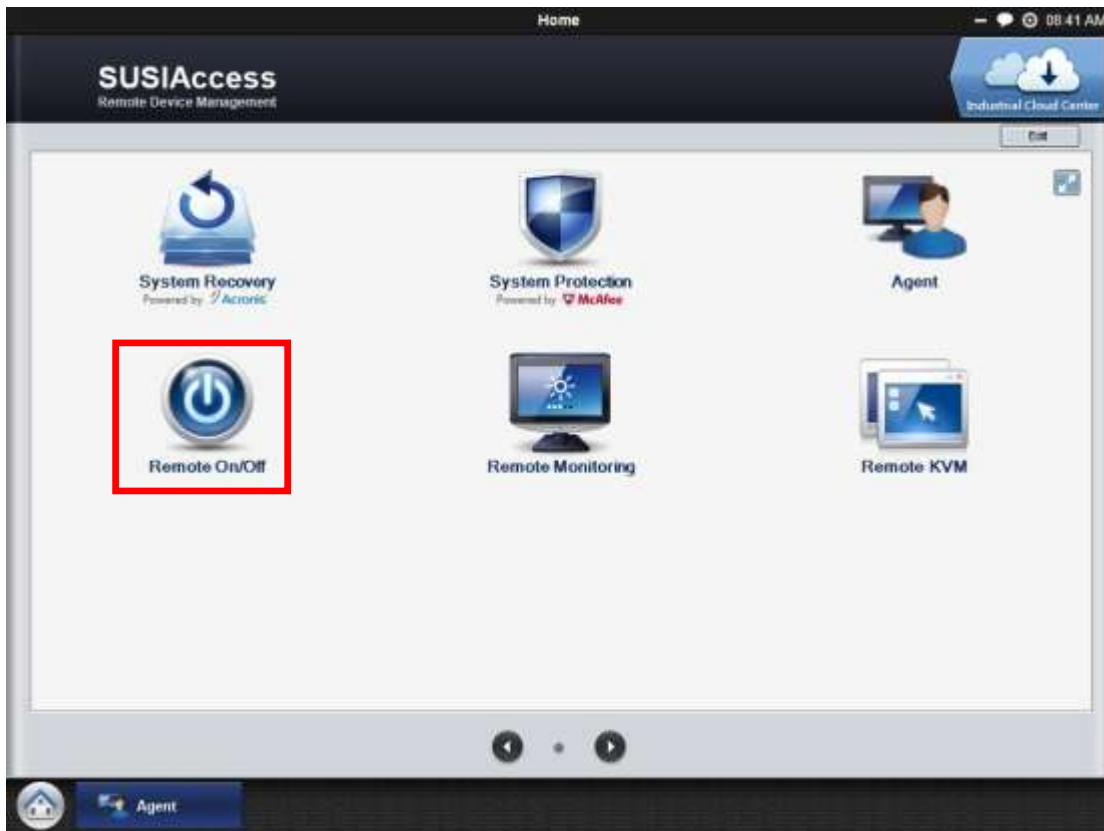 Home
08:41 AM
SUSIAccess
Remote Device Management
Industrial Cloud Center
Exit
System Recovery
Powered by Acronis
System Protection
Powered by McAfee
Agent
Remote On/Off
Remote Monitoring
Remote KVM
Agent